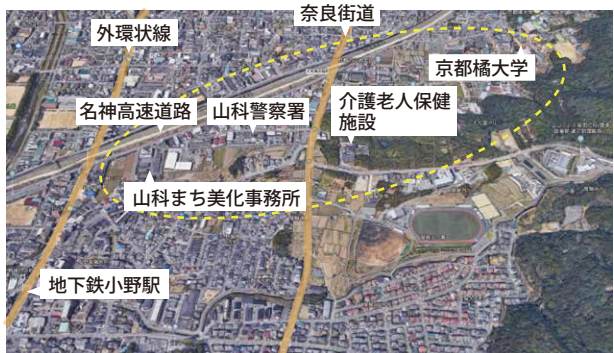 奈良街道
外環状線
京都橘大学
名神高速道路
山科警察署
介護老人保健
施設
山科まち美化事務所
地下鉄小野駅